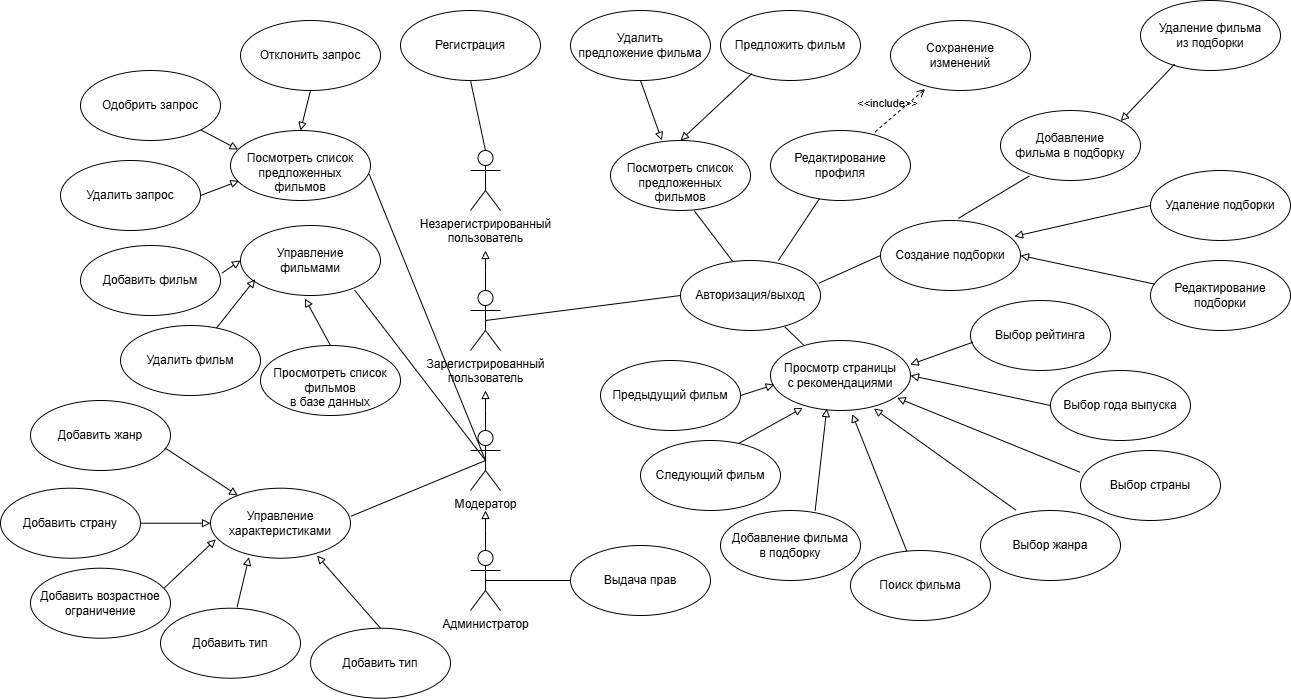 Отклонить запрос
Регистрация
Удалить
предложение фильма
Предложить фильм
Сохранение
изменений
Удаление фильма
из подборки
Одобрить запрос
<<include>>
Посмотреть список
предложенных
фильмов
Посмотреть список
предложенных
фильмов
Редактирование
профиля
Добавление
фильма в подборку
Удалить запрос
Незарегистрированный
пользователь
Удаление подборки
Управление
фильмами
Создание подборки
Добавить фильм
Авторизация/выход
Редактирование
подборки
Удалить фильм
Просмотреть список
фильмов
в базе данных
Зарегистрированный
пользователь
Просмотр страницы
с рекомендациями
Выбор рейтинга
Предыдущий фильм
Выбор года выпуска
Добавить жанр
Следующий фильм
Выбор страны
Модератор
Добавить страну
Управление
характеристиками
Добавление фильма
в подборку
Выбор жанра
Поиск фильма
Добавить возрастное
ограничение
Выдача прав
Администратор
Добавить тип
Добавить тип